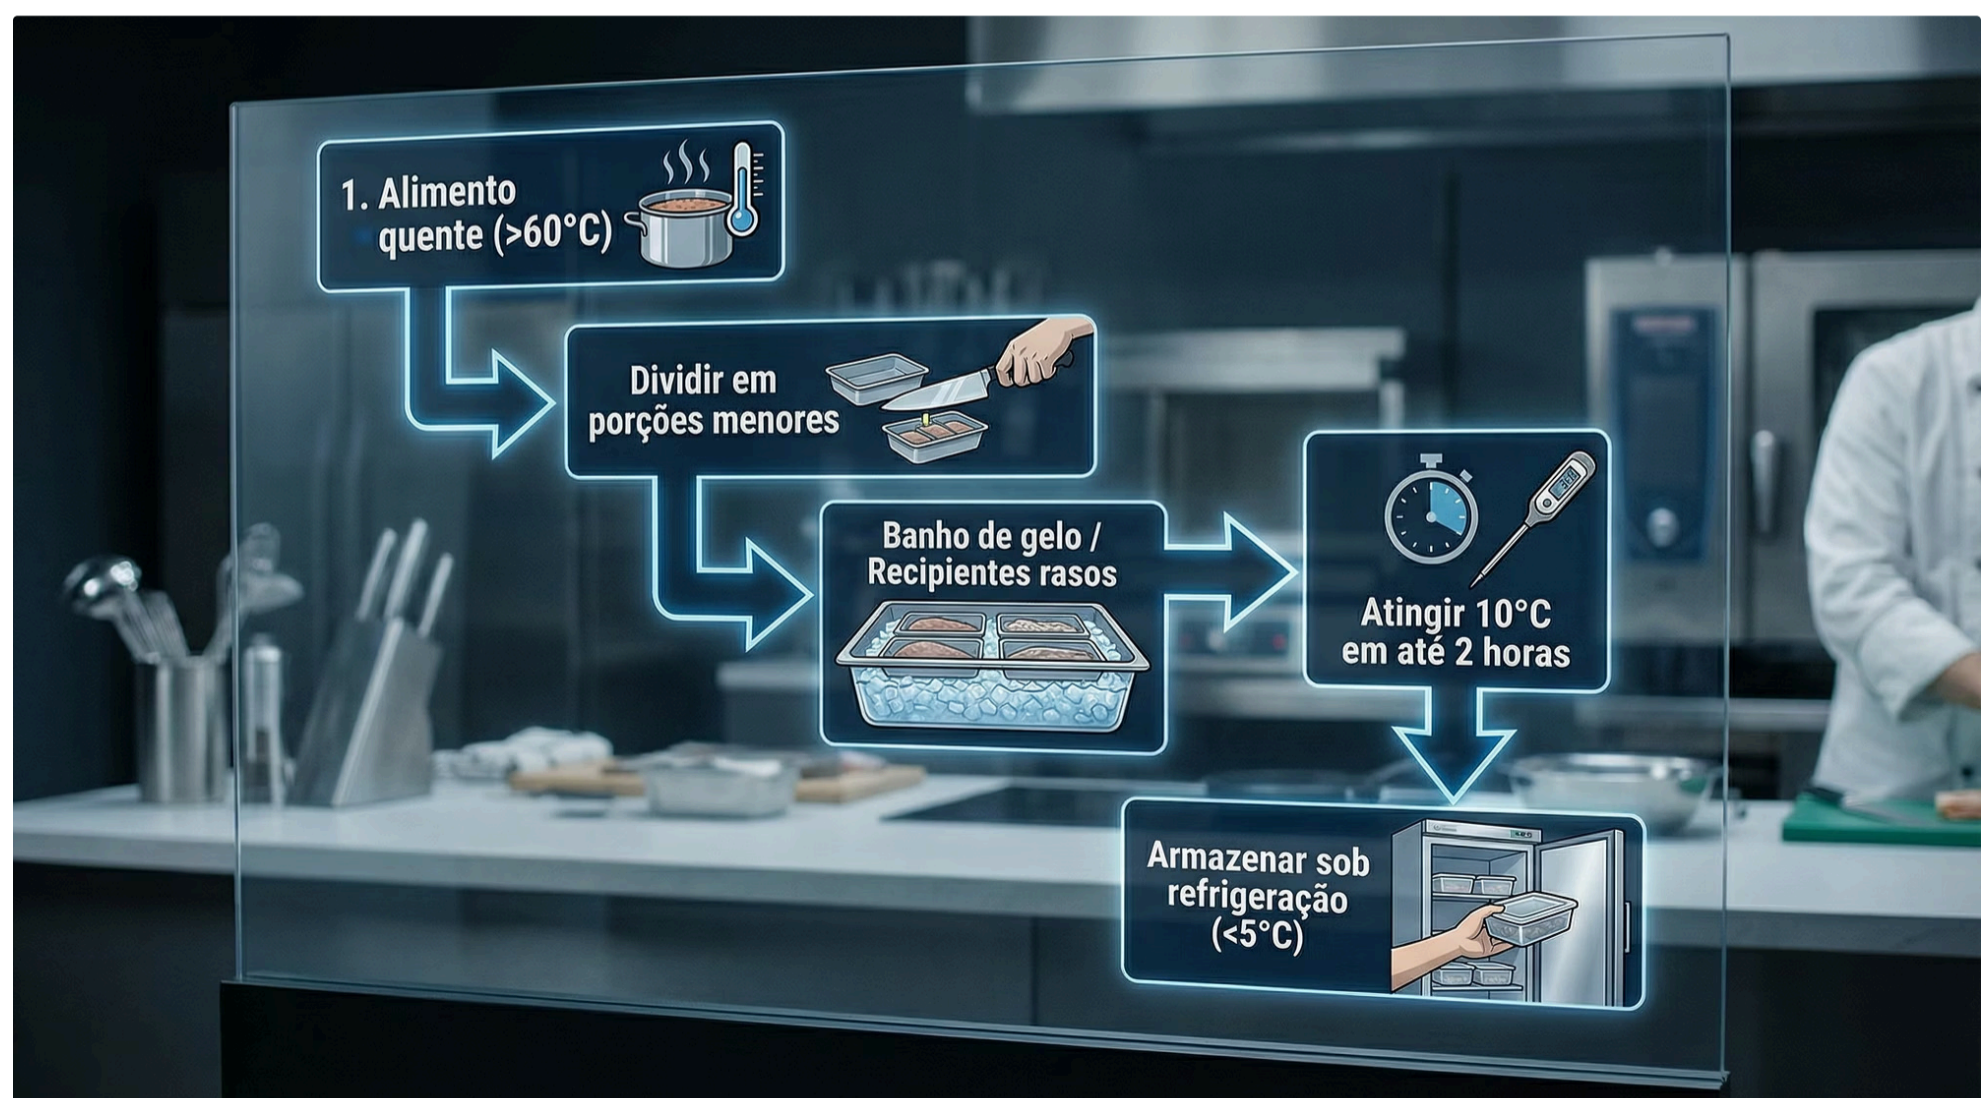 1. Alimento
quente (>60°C)
Dividir em
porções menores
Banho de gelo /
Recipientes rasos
Atingir 10°C
em até 2 horas
Armazenar sob
refrigeração
(<5°C)